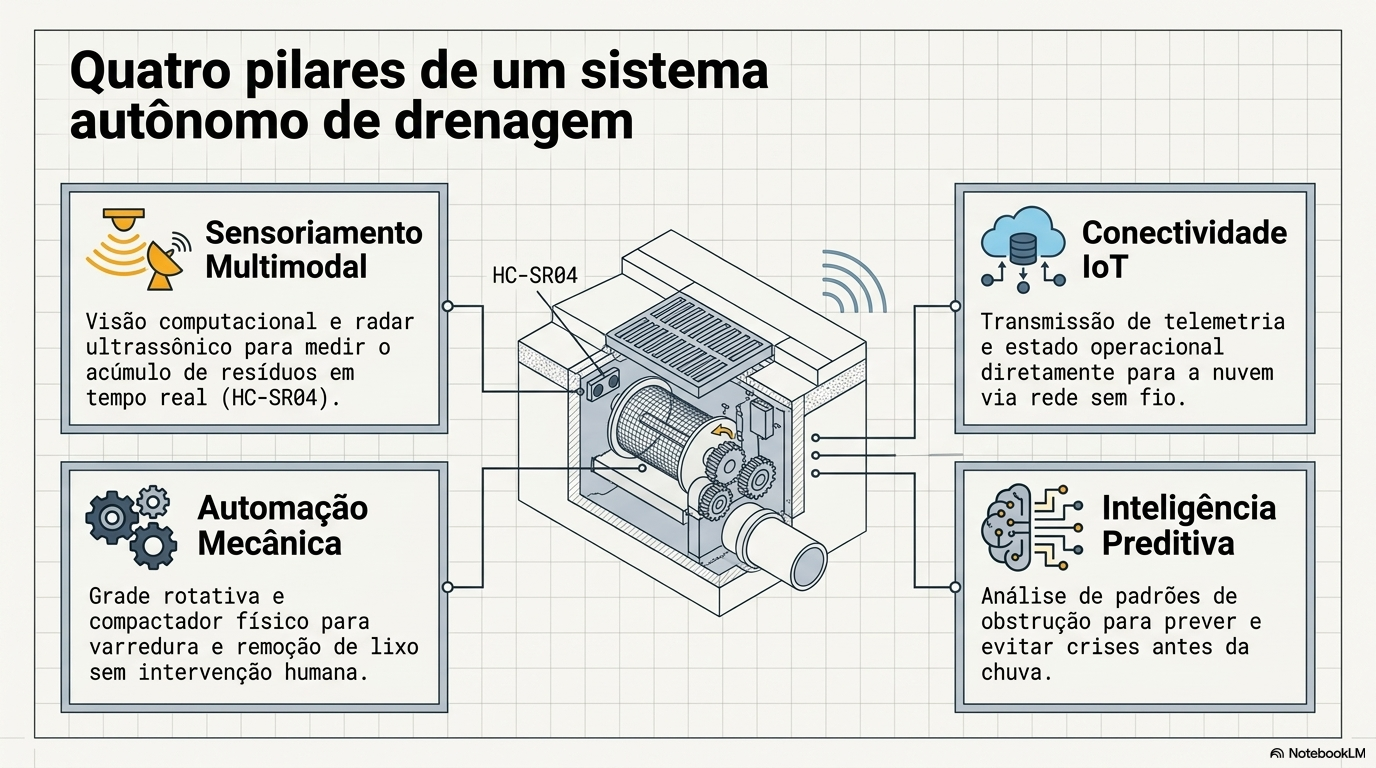 Quatro pilares de um sistema
autônomo de drenagem
Sensoriamento
Multimodal
Visão computacional e radar
ultrassônico para medir o
acúmulo de resíduos em
tempo real (HC-SR04).
HC-SR04
Conectividade
IoT
Transmissão de telemetria
e estado operacional
diretamente para a nuvem
via rede sem fio.
Automação
Mecânica
Grade rotativa e
compactador físico para
varredura e remoção de lixo
sem intervenção humana.
Inteligência
Preditiva
Análise de padrões de
obstrução para prever e
evitar crises antes da
chuva.
NotebookLM